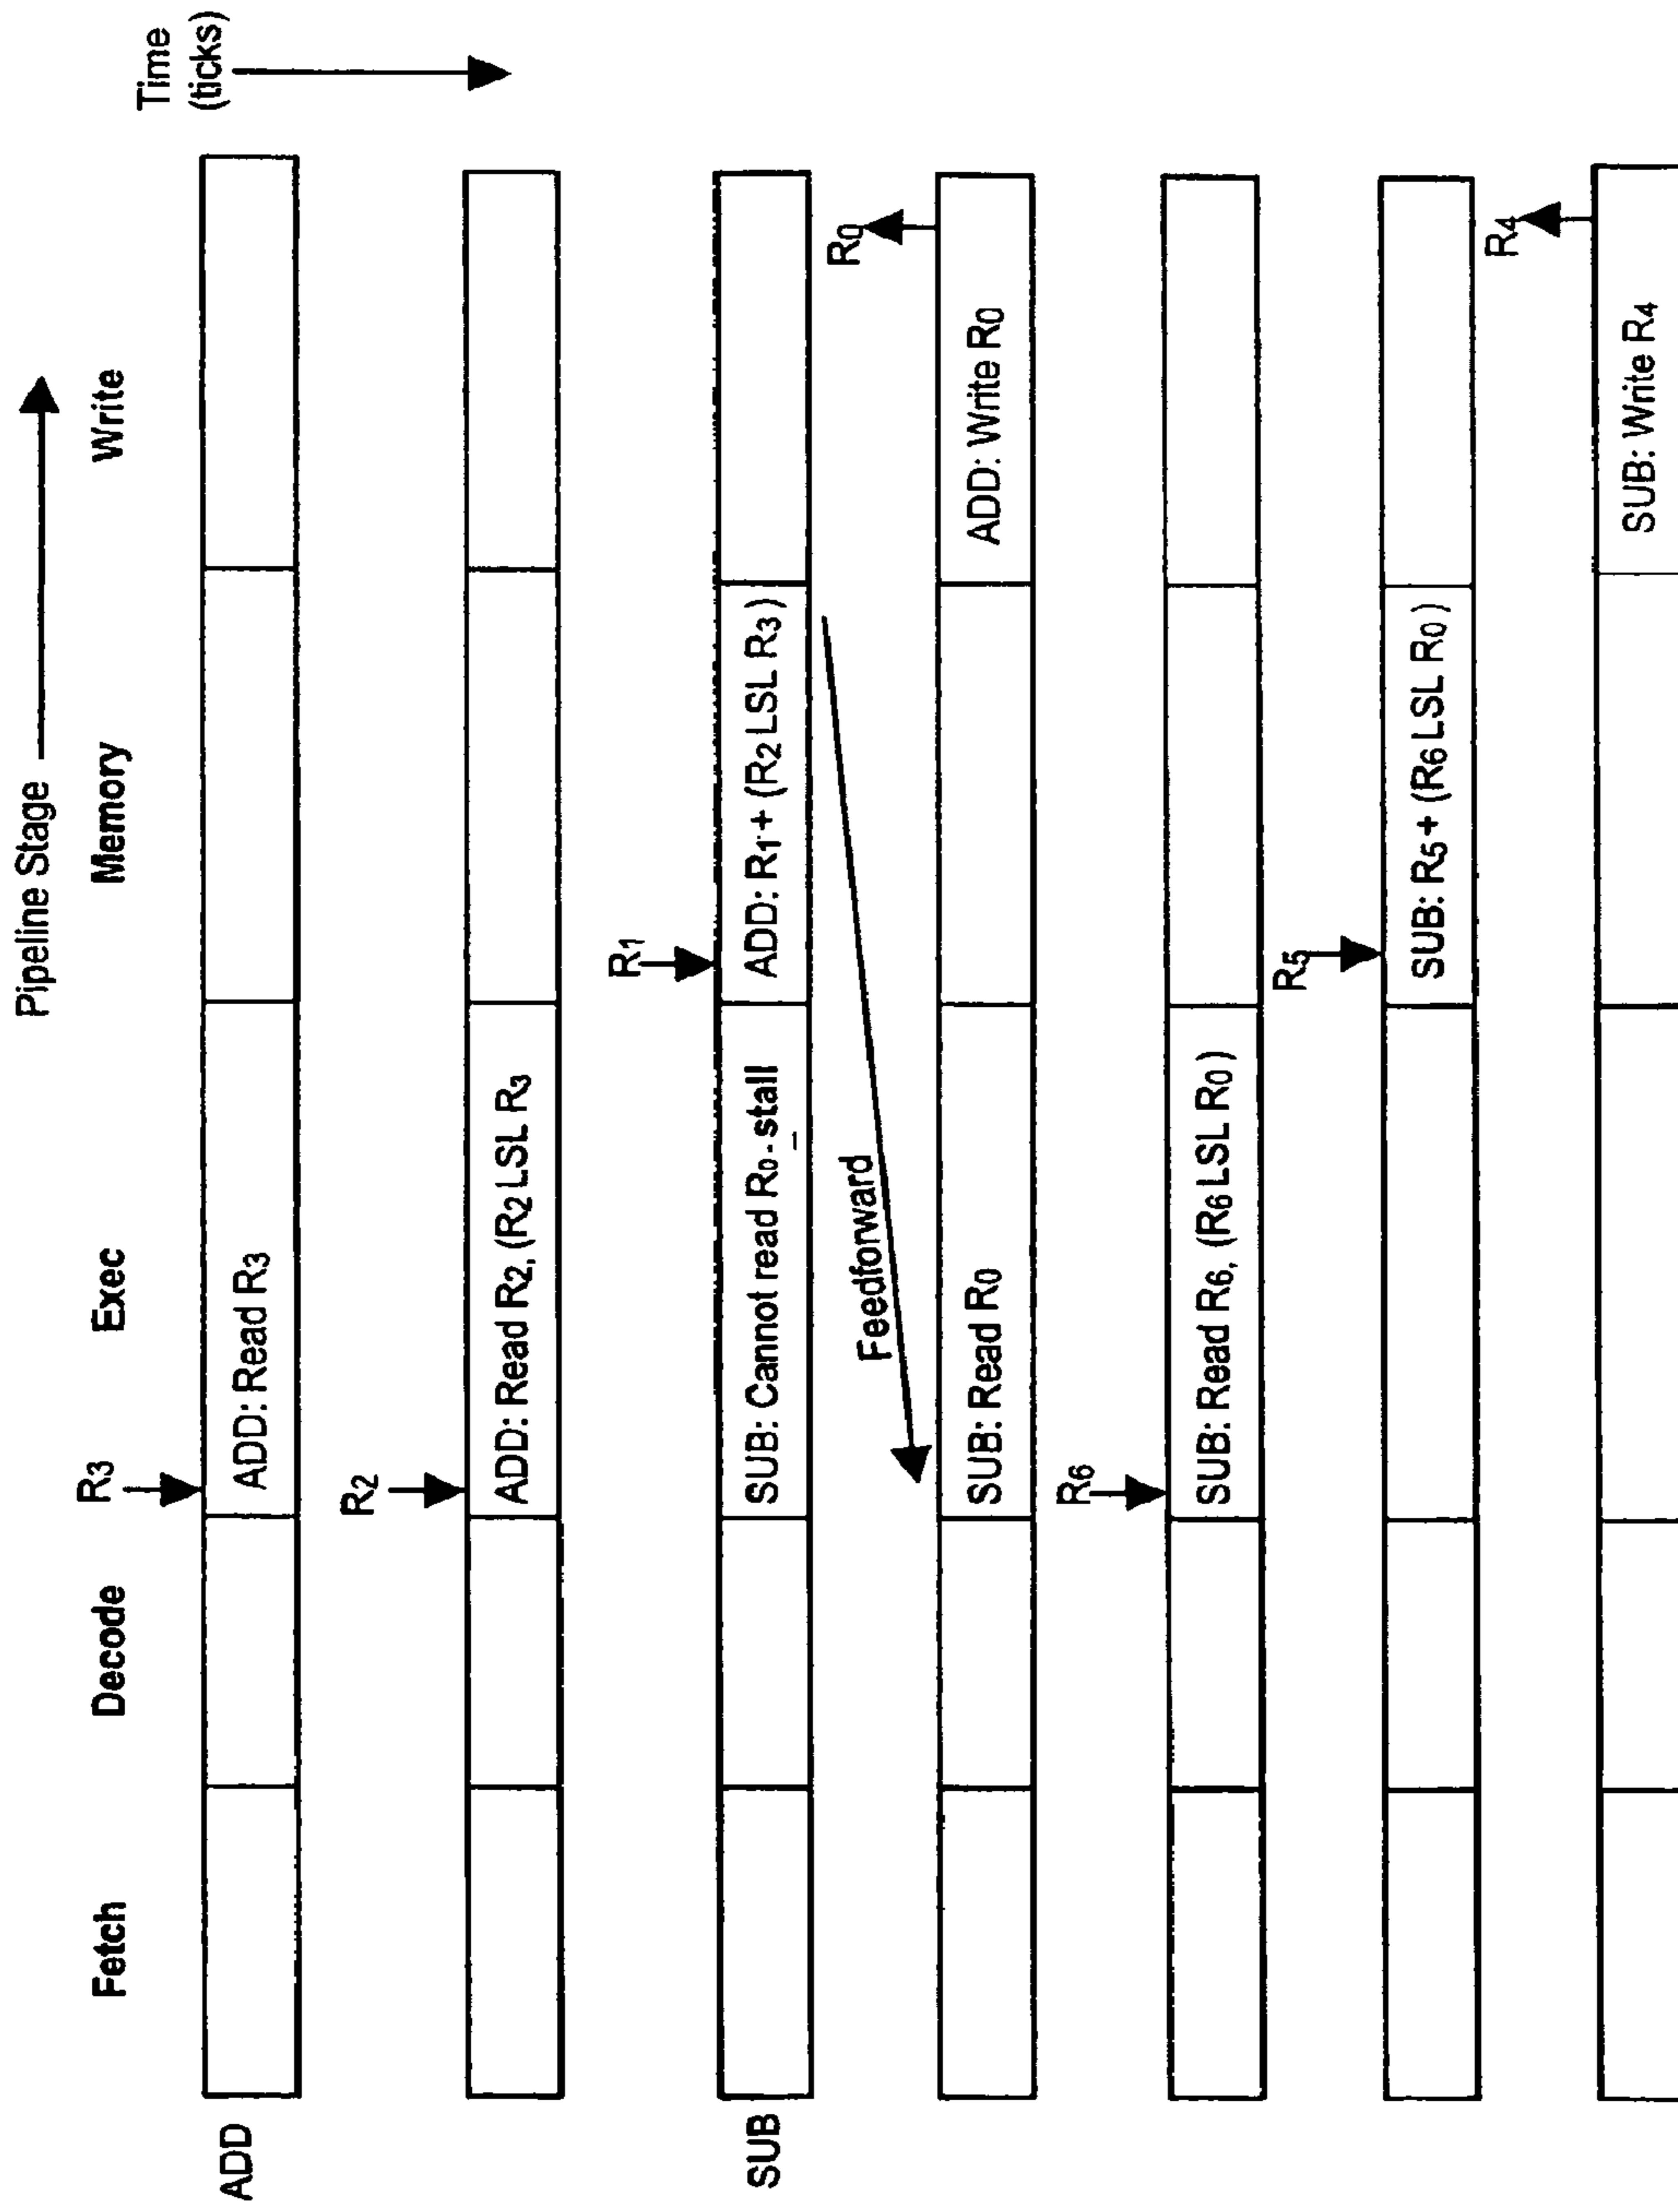 Pipeline Stage
Time
(ticks)
Fetch
Decode
Exec
Memory
Write
R3
ADD
ADD: Read R3
R2
ADD: Read R2, (R2 LSL R3
R1
SUB
SUB: Cannot read R0 - stall
ADD: R1 + (R2 LSL R3)
R0
Feedforward
SUB: Read R0
ADD: Write R0
R6
SUB: Read R6, (R6 LSL R0)
R5
SUB: R5 + (R6 LSL R0)
R4
SUB: Write R4